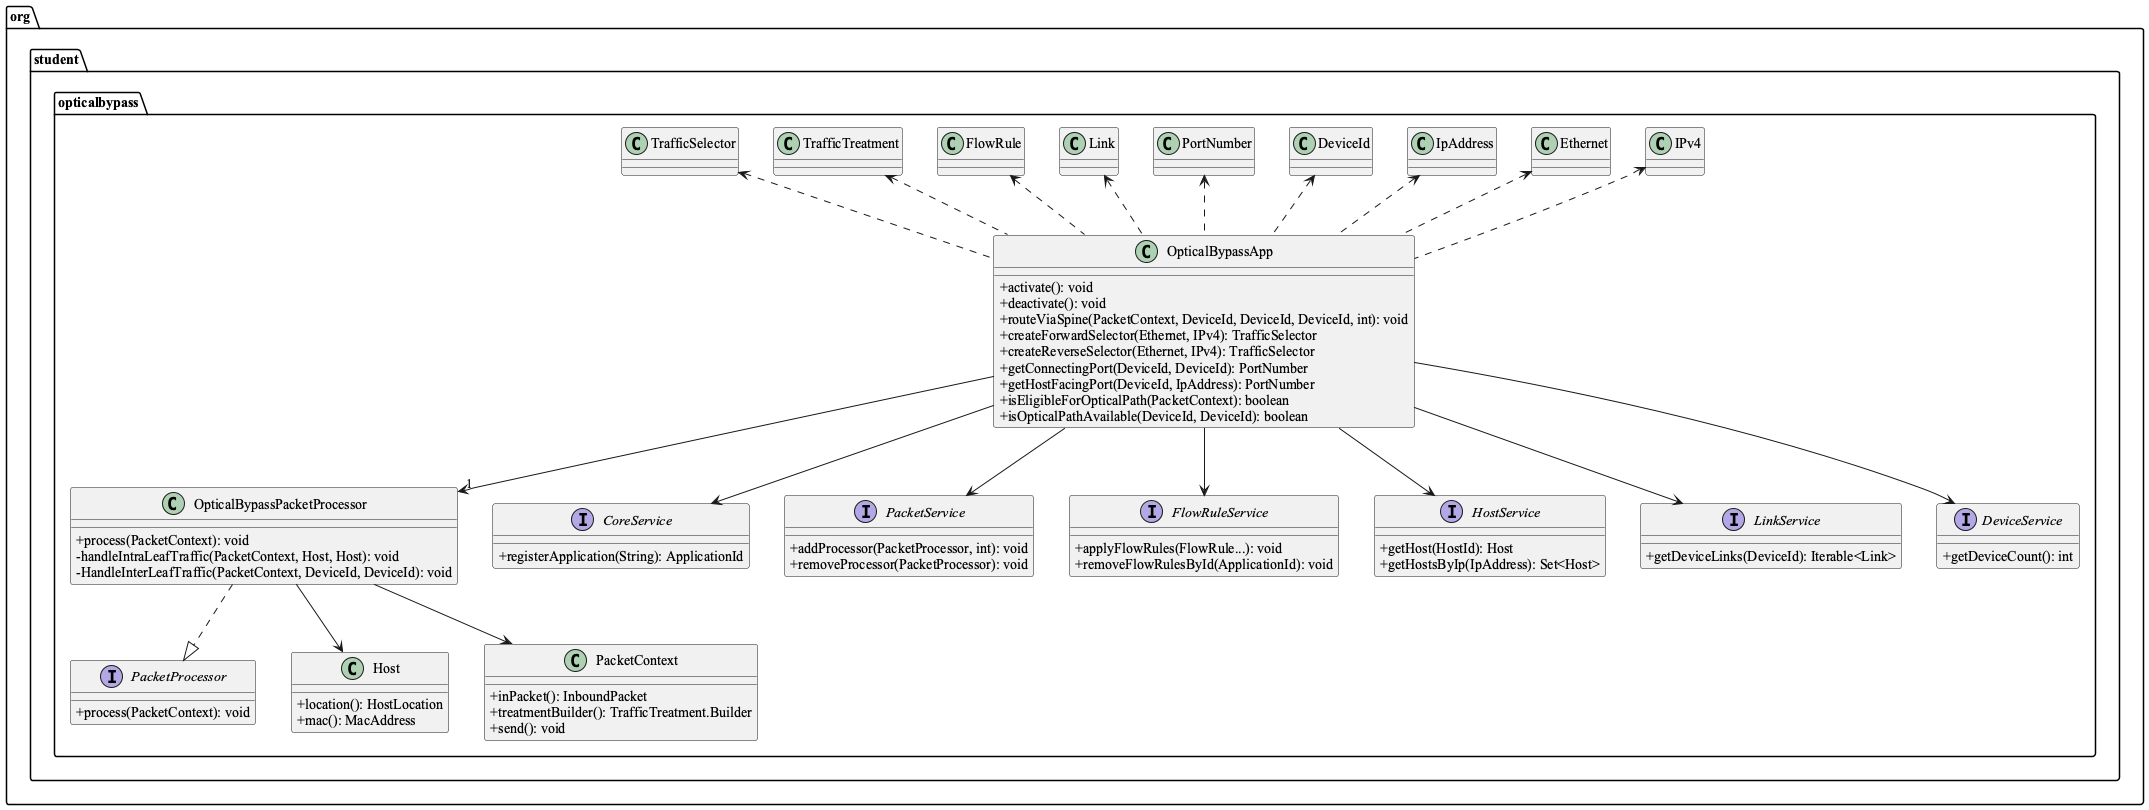 org
student
opticalbypass
C TrafficSelector
C TrafficTreatment
C FlowRule
C Link
C PortNumber
C DeviceId
C IpAddress
C Ethernet
C IPv4
C OpticalBypassApp
+activate(): void
+deactivate(): void
+routeViaSpine(PacketContext, DeviceId, DeviceId, DeviceId, int): void
+createForwardSelector(Ethernet, IPv4): TrafficSelector
+createReverseSelector(Ethernet, IPv4): TrafficSelector
+getConnectingPort(DeviceId, DeviceId): PortNumber
+getHostFacingPort(DeviceId, IpAddress): PortNumber
+isEligibleForOpticalPath(PacketContext): boolean
+isOpticalPathAvailable(DeviceId, DeviceId): boolean
1
C OpticalBypassPacketProcessor
+process(PacketContext): void
-handleIntraLeafTraffic(PacketContext, Host, Host): void
-HandleInterLeafTraffic(PacketContext, DeviceId, DeviceId): void
I CoreService
+registerApplication(String): ApplicationId
I PacketService
+addProcessor(PacketProcessor, int): void
+removeProcessor(PacketProcessor): void
I FlowRuleService
+applyFlowRules(FlowRule...): void
+removeFlowRulesById(ApplicationId): void
I HostService
+getHost(HostId): Host
+getHostsByIp(IpAddress): Set<Host>
I LinkService
+getDeviceLinks(DeviceId): Iterable<Link>
I DeviceService
+getDeviceCount(): int
I PacketProcessor
+process(PacketContext): void
C Host
+location(): HostLocation
+mac(): MacAddress
C PacketContext
+inPacket(): InboundPacket
+treatmentBuilder(): TrafficTreatment.Builder
+send(): void